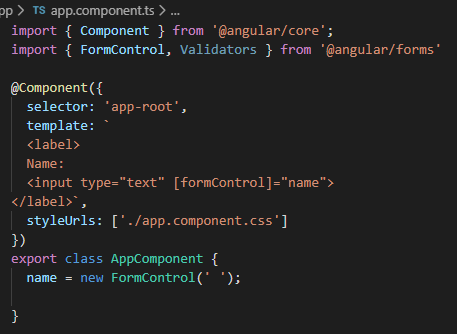 pp > TS app.component.ts > ...
import { Component } from '@angular/core';
import { FormControl, Validators } from '@angular/forms'

@Component({
  selector: 'app-root',
  template: `
  <label>
  Name:
  <input type="text" [formControl]="name">
</label>`,
  styleUrls: ['./app.component.css']
})
export class AppComponent {
  name = new FormControl(' ');

}